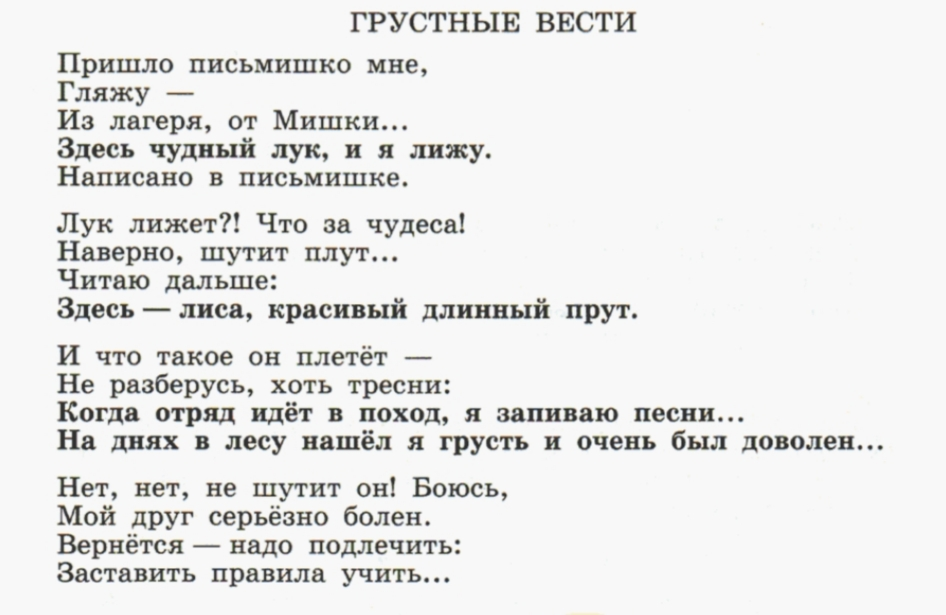 ГРУСТНЫЕ ВЕСТИ
Пришло письмишко мне,
Гляжу —
Из лагеря, от Мишки...
Здесь чудный лук, и я лижу.
Написано в письмишке.
Лук лижет?! Что за чудеса!
Наверно, шутит плут...
Читаю дальше:
Здесь — лиса, красивый длинный прут.
И что такое он плетёт —
Не разберусь, хоть тресни:
Когда отряд идёт в поход, я запиваю песни...
На днях в лесу нашёл я грусть и очень был доволен...
Нет, нет, не шутит он! Боюсь,
Мой друг серьёзно болен.
Вернётся — надо подлечить:
Заставить правила учить...